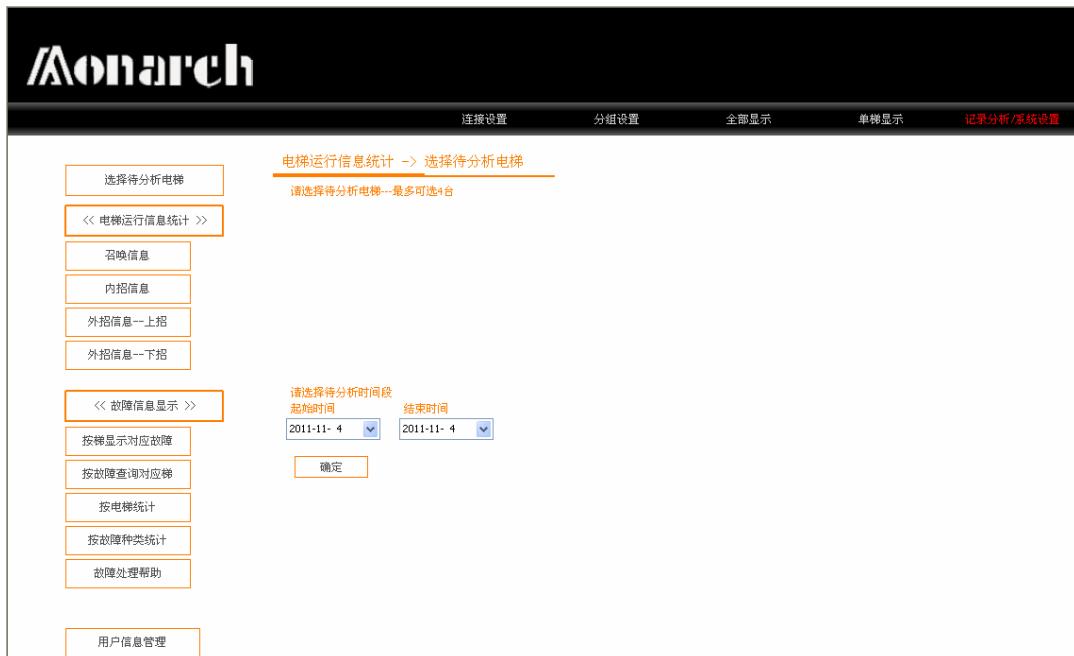 Monarch
连接设置 分组设置 全部显示 单梯显示 记录分析/系统设置
电梯运行信息统计 -> 选择待分析电梯
请选择待分析电梯---最多可选4台
选择待分析电梯
<< 电梯运行信息统计 >>
召唤信息
内招信息
外招信息--上招
外招信息--下招
<< 故障信息显示 >>
按梯显示对应故障
按故障查询对应梯
按电梯统计
按故障种类统计
故障处理帮助
用户信息管理
请选择待分析时间段
起始时间 结束时间
2011-11- 4 2011-11- 4
确定